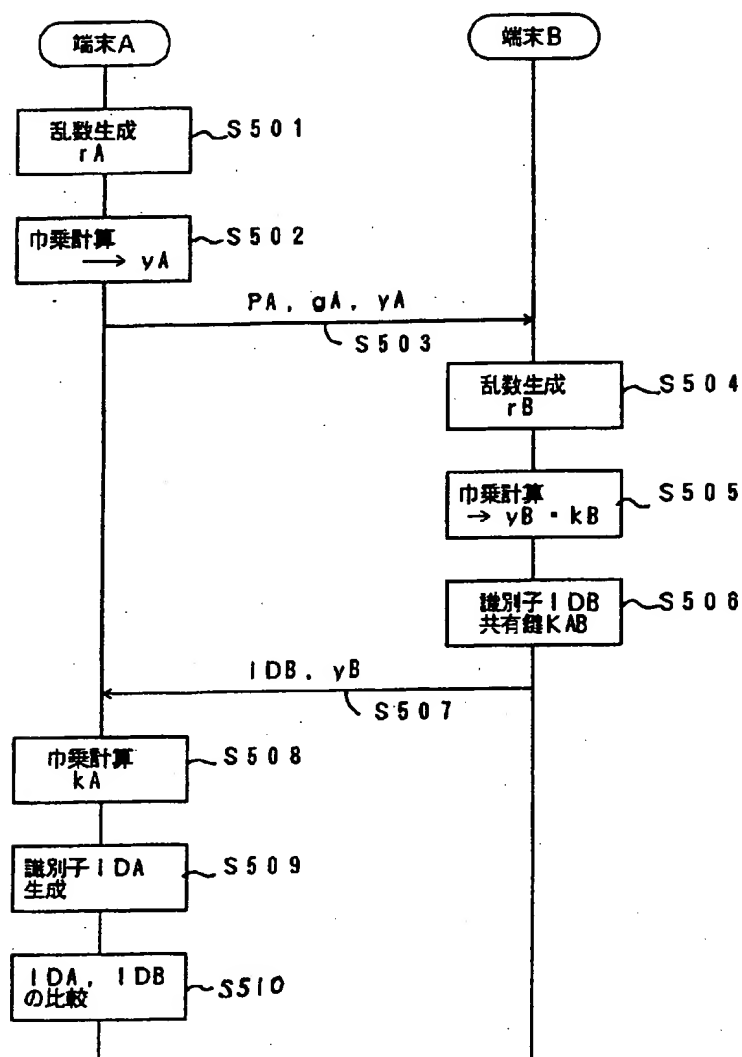 端末A
端末B
乱数生成
rA
S501
巾乗計算
→ yA
S502
PA, gA, yA
S503
乱数生成
rB
S504
巾乗計算
→ yB・kB
S505
識別子IDB
共有鍵KAB
S506
IDB, yB
S507
巾乗計算
kA
S508
識別子IDA
生成
S509
IDA, IDB
の比較
S510